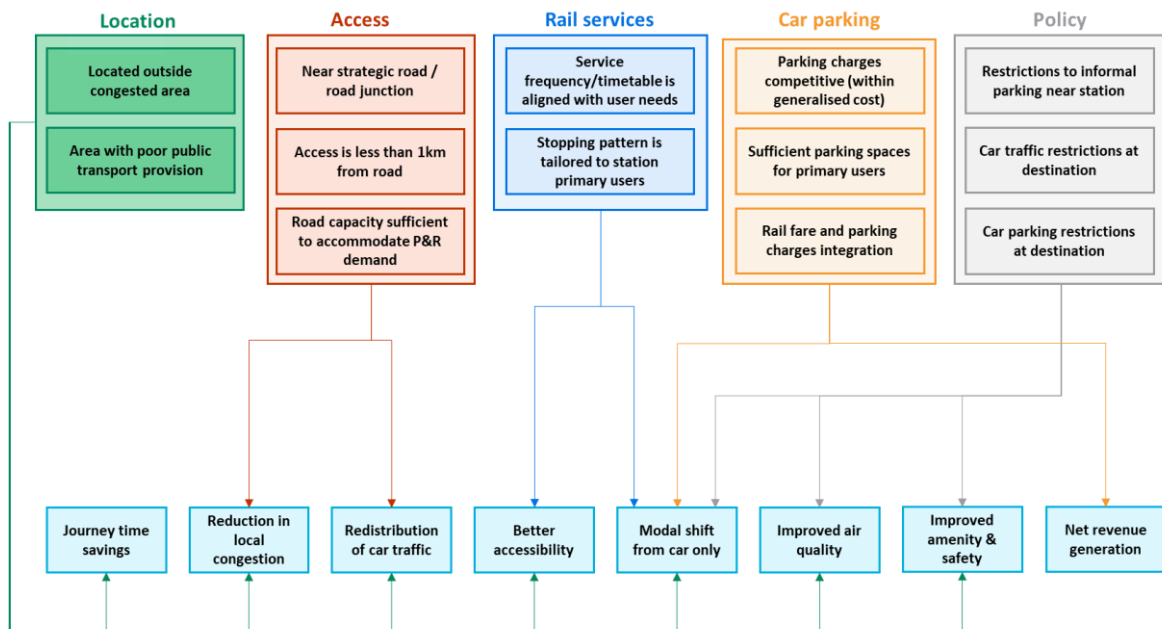 Location
Access
Rail services
Car parking
Policy
Located outside
congested area
Area with poor public
transport provision
Near strategic road /
road junction
Access is less than 1km
from road
Road capacity sufficient
to accommodate P&R
demand
Service
frequency/timetable is
aligned with user needs
Stopping pattern is
tailored to station
primary users
Parking charges
competitive (within
generalised cost)
Sufficient parking spaces
for primary users
Rail fare and parking
charges integration
Restrictions to informal
parking near station
Car traffic restrictions at
destination
Car parking restrictions
at destination
Journey time
savings
Reduction in
local
congestion
Redistribution
of car traffic
Better
accessibility
Modal shift
from car only
Improved air
quality
Improved
amenity &
safety
Net revenue
generation